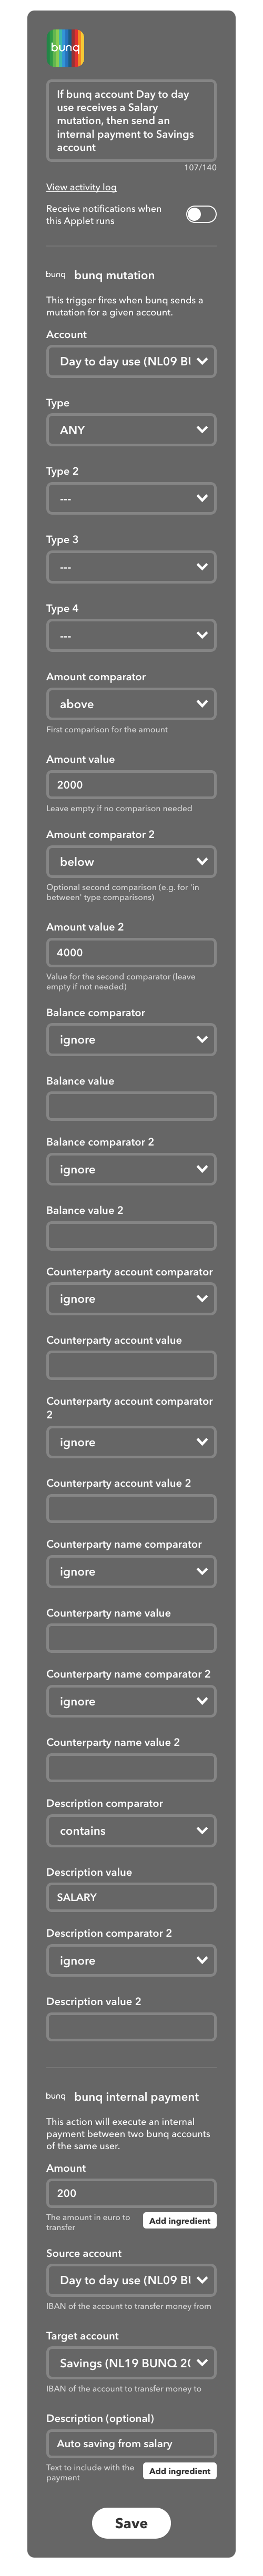 bunq
If bunq account Day to day
use receives a Salary
mutation, then send an
internal payment to Savings
account
107/140
View activity log
Receive notifications when
this Applet runs
bunq bunq mutation
This trigger fires when bunq sends a
mutation for a given account.
Account
Day to day use (NL09 BU
Type
ANY
Type 2
---
Type 3
---
Type 4
---
Amount comparator
above
First comparison for the amount
Amount value
2000
Leave empty if no comparison needed
Amount comparator 2
below
Optional second comparison (e.g. for 'in
between' type comparisons)
Amount value 2
4000
Value for the second comparator (leave
empty if not needed)
Balance comparator
ignore
Balance value
Balance comparator 2
ignore
Balance value 2
Counterparty account comparator
ignore
Counterparty account value
Counterparty account comparator
2
ignore
Counterparty account value 2
Counterparty name comparator
ignore
Counterparty name value
Counterparty name comparator 2
ignore
Counterparty name value 2
Description comparator
contains
Description value
SALARY
Description comparator 2
ignore
Description value 2
bunq bunq internal payment
This action will execute an internal
payment between two bunq accounts
of the same user.
Amount
200
The amount in euro to
transfer
Add ingredient
Source account
Day to day use (NL09 BU
IBAN of the account to transfer money from
Target account
Savings (NL19 BUNQ 20
IBAN of the account to transfer money to
Description (optional)
Auto saving from salary
Text to include with the
payment
Add ingredient
Save